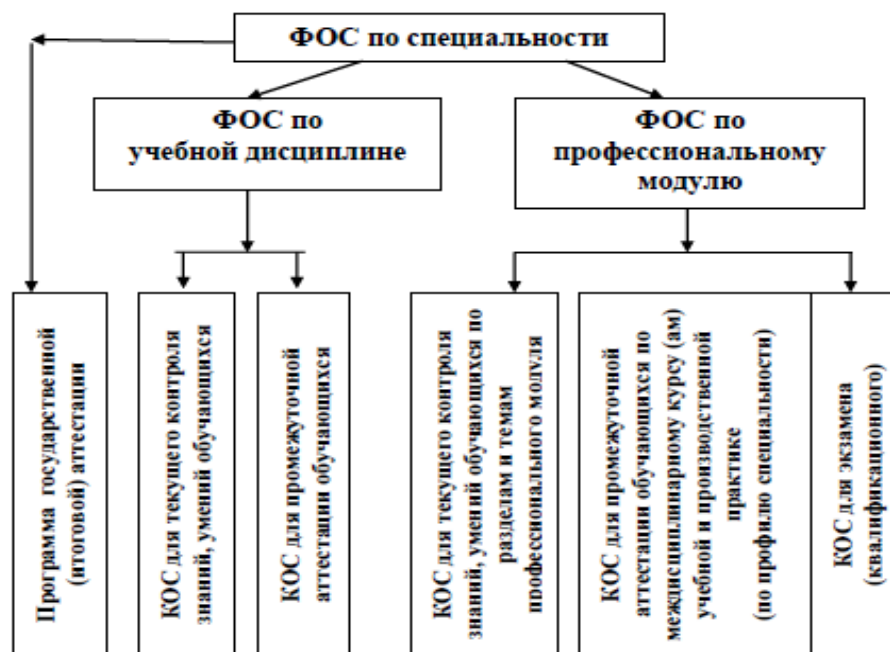 ФОС по специальности
ФОС по
учебной дисциплине
ФОС по
профессиональному
модулю
Программа государственной
(итоговой) аттестации
КОС для текущего контроля
знаний, умений обучающихся
КОС для промежуточной
аттестации обучающихся
КОС для текущего контроля
знаний, умений обучающихся по
разделам и темам
профессионального модуля
КОС для промежуточной
аттестации обучающихся по
междисциплинарному курсу (ам)
учебной и производственной
практике
(по профилю специальности)
КОС для экзамена
(квалификационного)